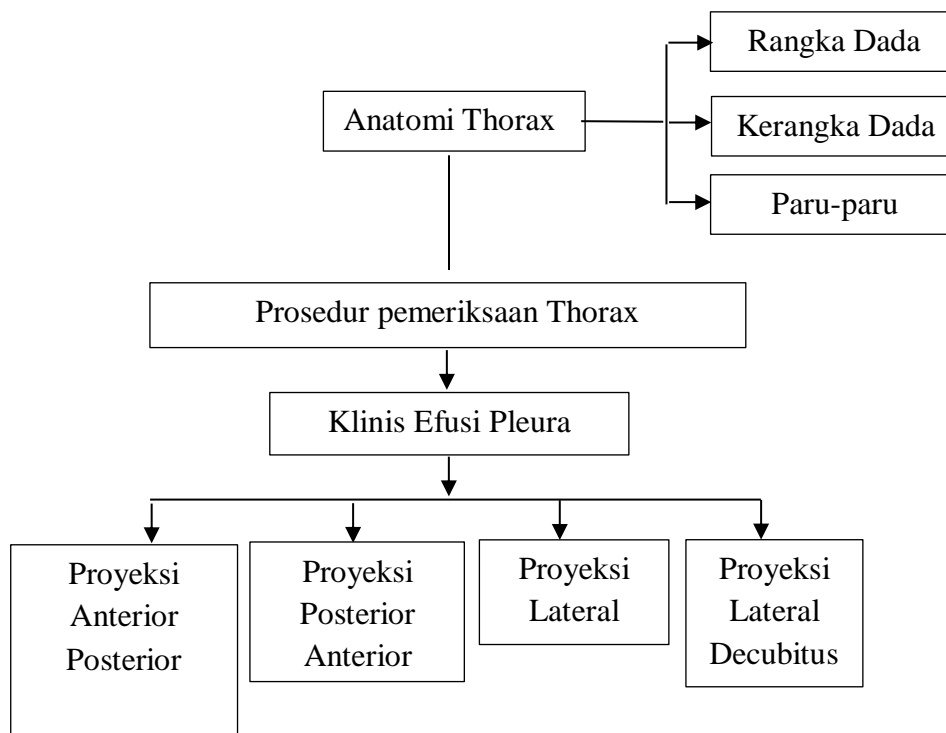 Rangka Dada
Anatomi Thorax
Kerangka Dada
Paru-paru
Prosedur pemeriksaan Thorax
Klinis Efusi Pleura
Proyeksi
Anterior
Posterior
Proyeksi
Posterior
Anterior
Proyeksi
Lateral
Proyeksi
Lateral
Decubitus